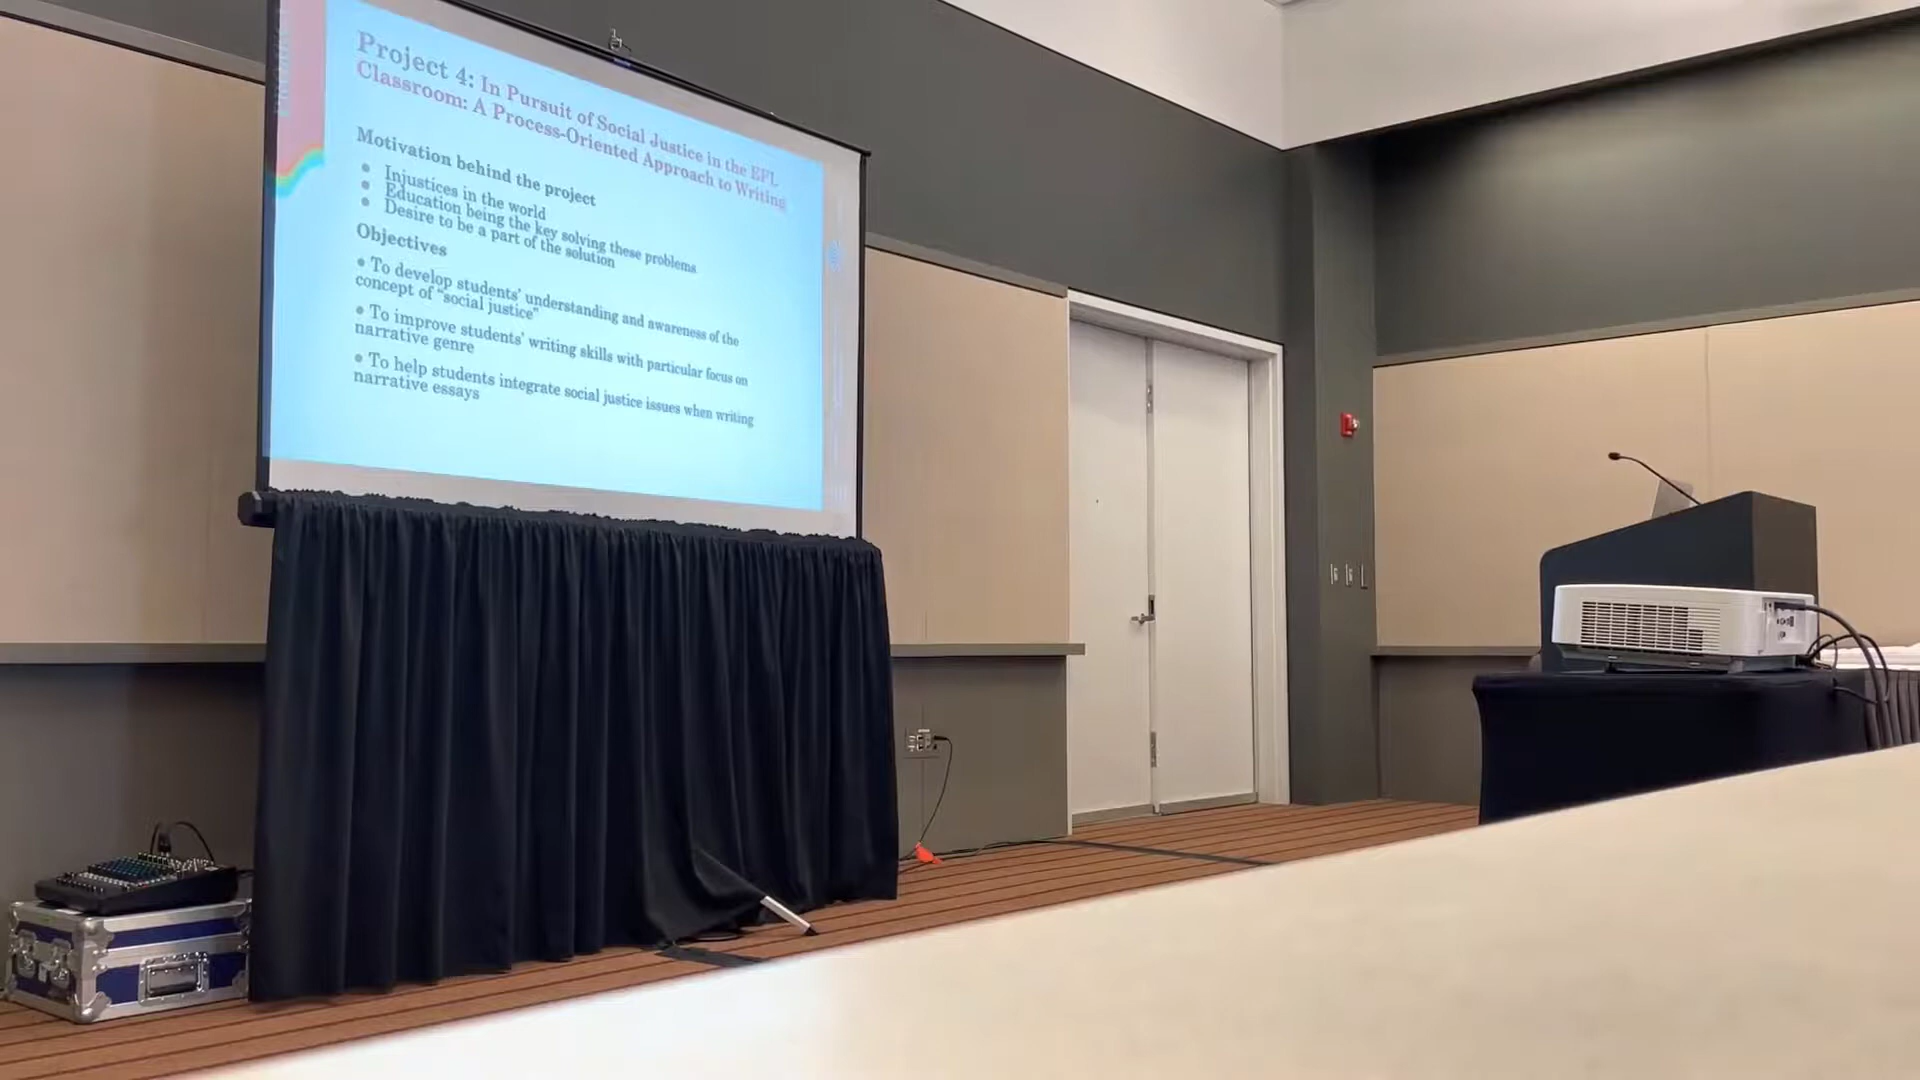 Project 4: In Pursuit of Social Justice in the EFL
Classroom: A Process-Oriented Approach to Writing
Motivation behind the project
● Injustices in the world
● Education being the key solving these problems
● Desire to be a part of the solution
Objectives
● To develop students' understanding and awareness of the
concept of "social justice"
● To improve students' writing skills with particular focus on
narrative genre
● To help students integrate social justice issues when writing
narrative essays